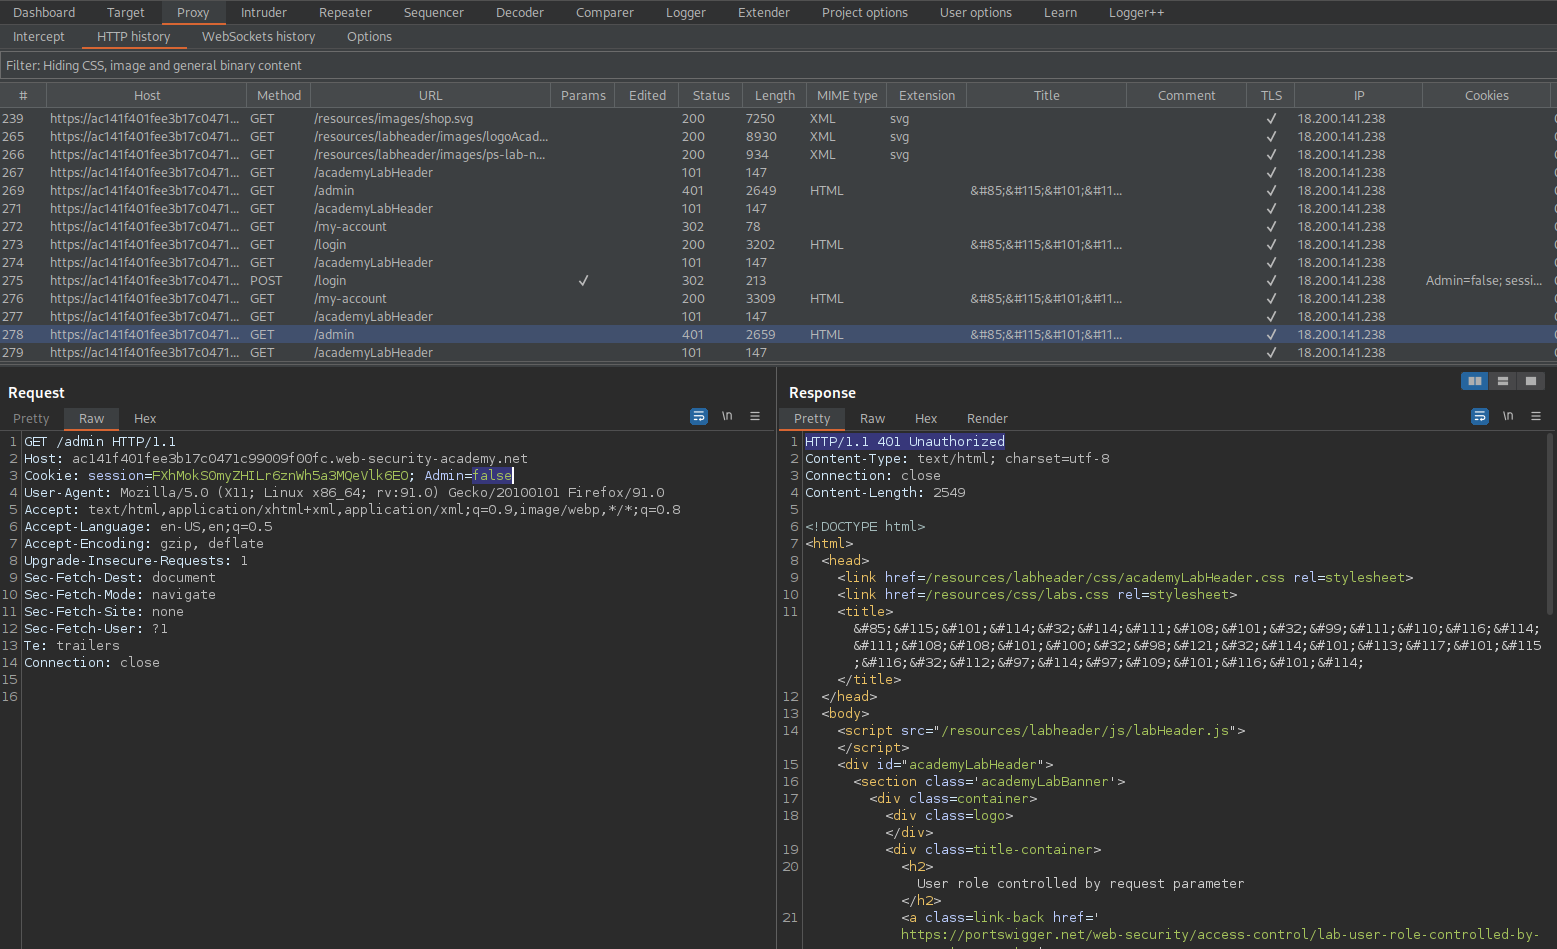 Dashboard Target Proxy Intruder Repeater Sequencer Decoder Comparer Logger Extender Project options User options Learn Logger++
Intercept HTTP history WebSockets history Options
Filter: Hiding CSS, image and general binary content
# Host Method URL Params Edited Status Length MIME type Extension Title Comment TLS IP Cookies
239 https://ac141f401fee3b17c0471... GET /resources/images/shop.svg 200 7250 XML svg ✓ 18.200.141.238
265 https://ac141f401fee3b17c0471... GET /resources/labheader/images/logoAcad... 200 8930 XML svg ✓ 18.200.141.238
266 https://ac141f401fee3b17c0471... GET /resources/labheader/images/ps-lab-n... 200 934 XML svg ✓ 18.200.141.238
267 https://ac141f401fee3b17c0471... GET /academyLabHeader 101 147 ✓ 18.200.141.238
269 https://ac141f401fee3b17c0471... GET /admin 401 2649 HTML &#85;&#115;&#101;&#11... ✓ 18.200.141.238
271 https://ac141f401fee3b17c0471... GET /academyLabHeader 101 147 ✓ 18.200.141.238
272 https://ac141f401fee3b17c0471... GET /my-account 302 78 ✓ 18.200.141.238
273 https://ac141f401fee3b17c0471... GET /login 200 3202 HTML &#85;&#115;&#101;&#11... ✓ 18.200.141.238
274 https://ac141f401fee3b17c0471... GET /academyLabHeader 101 147 ✓ 18.200.141.238
275 https://ac141f401fee3b17c0471... POST /login ✓ 302 213 ✓ 18.200.141.238 Admin=false; sessi...
276 https://ac141f401fee3b17c0471... GET /my-account 200 3309 HTML &#85;&#115;&#101;&#11... ✓ 18.200.141.238
277 https://ac141f401fee3b17c0471... GET /academyLabHeader 101 147 ✓ 18.200.141.238
278 https://ac141f401fee3b17c0471... GET /admin 401 2659 HTML &#85;&#115;&#101;&#11... ✓ 18.200.141.238
279 https://ac141f401fee3b17c0471... GET /academyLabHeader 101 147 ✓ 18.200.141.238
Request
Pretty Raw Hex \n
1 GET /admin HTTP/1.1
2 Host: ac141f401fee3b17c0471c99009f00fc.web-security-academy.net
3 Cookie: session=FXhMokSOmyZHILr6znWh5a3MQeVlk6EO; Admin=false
4 User-Agent: Mozilla/5.0 (X11; Linux x86_64; rv:91.0) Gecko/20100101 Firefox/91.0
5 Accept: text/html,application/xhtml+xml,application/xml;q=0.9,image/webp,*/*;q=0.8
6 Accept-Language: en-US,en;q=0.5
7 Accept-Encoding: gzip, deflate
8 Upgrade-Insecure-Requests: 1
9 Sec-Fetch-Dest: document
10 Sec-Fetch-Mode: navigate
11 Sec-Fetch-Site: none
12 Sec-Fetch-User: ?1
13 Te: trailers
14 Connection: close
15
16
Response
Pretty Raw Hex Render \n
1 HTTP/1.1 401 Unauthorized
2 Content-Type: text/html; charset=utf-8
3 Connection: close
4 Content-Length: 2549
5
6 <!DOCTYPE html>
7 <html>
8 <head>
9 <link href=/resources/labheader/css/academyLabHeader.css rel=stylesheet>
10 <link href=/resources/css/labs.css rel=stylesheet>
11 <title>
&#85;&#115;&#101;&#114;&#32;&#114;&#111;&#108;&#101;&#32;&#99;&#111;&#110;&#116;&#114;
&#111;&#108;&#108;&#101;&#100;&#32;&#98;&#121;&#32;&#114;&#101;&#113;&#117;&#101;&#115
;&#116;&#32;&#112;&#97;&#114;&#97;&#109;&#101;&#116;&#101;&#114;
</title>
12 </head>
13 <body>
14 <script src="/resources/labheader/js/labHeader.js">
</script>
15 <div id="academyLabHeader">
16 <section class='academyLabBanner'>
17 <div class=container>
18 <div class=logo>
</div>
19 <div class=title-container>
20 <h2>
User role controlled by request parameter
</h2>
21 <a class=link-back href='
https://portswigger.net/web-security/access-control/lab-user-role-controlled-by-